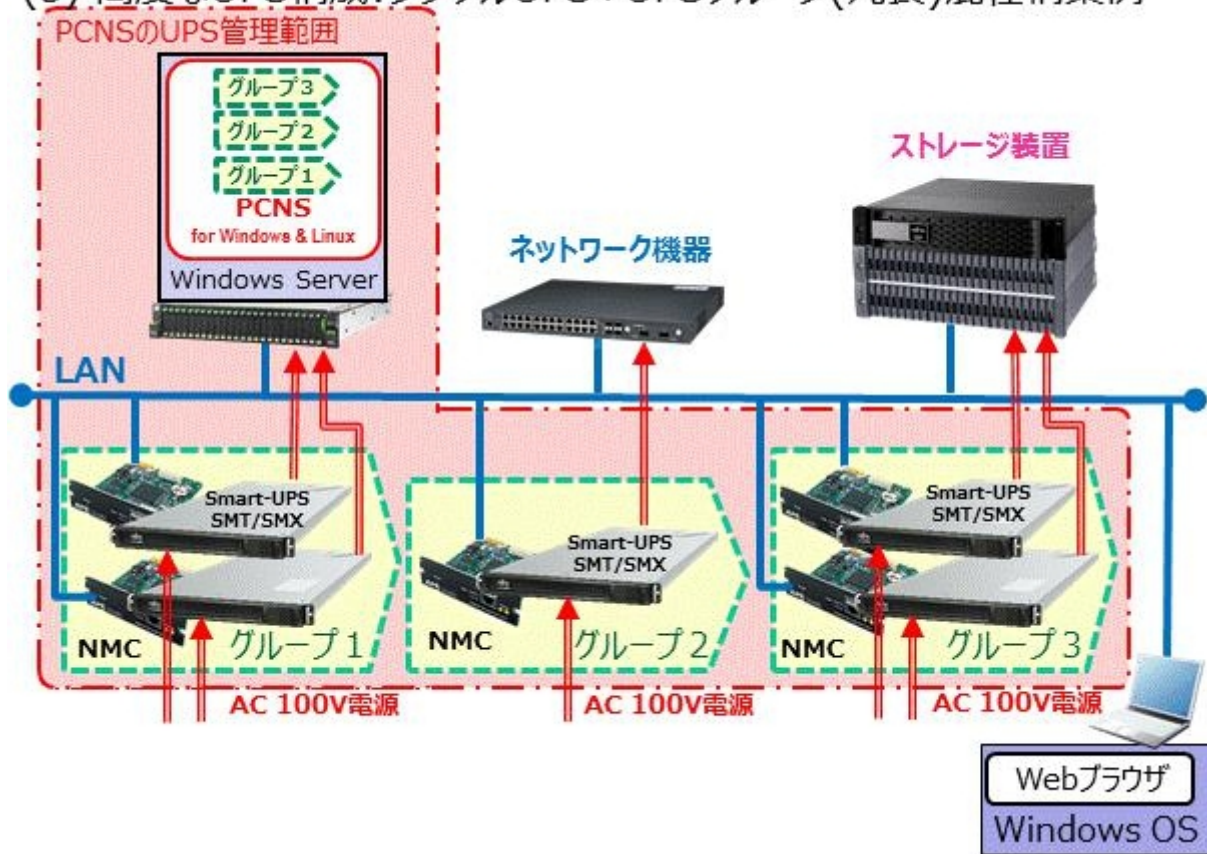 PCNSのUPS管理範囲
グループ3
グループ2
グループ1
PCNS
for Windows & Linux
Windows Server
ネットワーク機器
ストレージ装置
LAN
Smart-UPS
SMT/SMX
NMC
グループ1
Smart-UPS
SMT/SMX
NMC
グループ2
Smart-UPS
SMT/SMX
NMC
グループ3
AC 100V電源
AC 100V電源
AC 100V電源
Webブラウザ
Windows OS